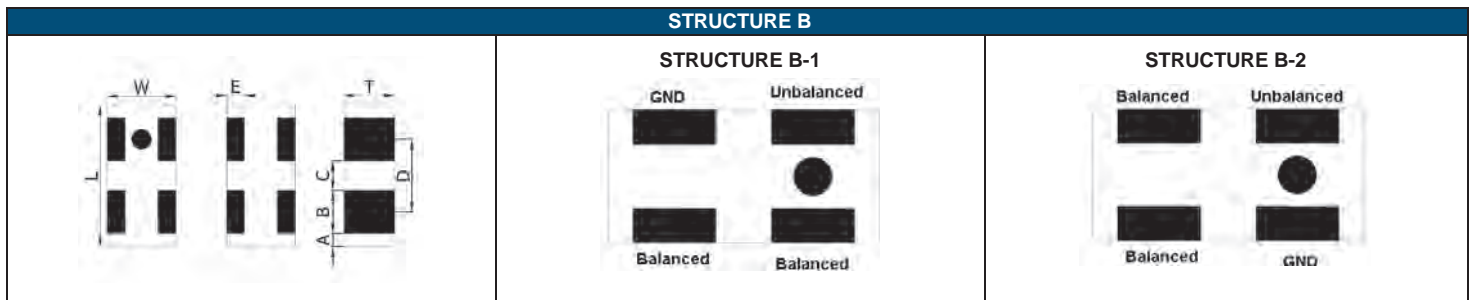 STRUCTURE B
W
E
T
L
A
B
C
D
STRUCTURE B-1
GND Unbalanced
Balanced Balanced
STRUCTURE B-2
Balanced Unbalanced
Balanced GND